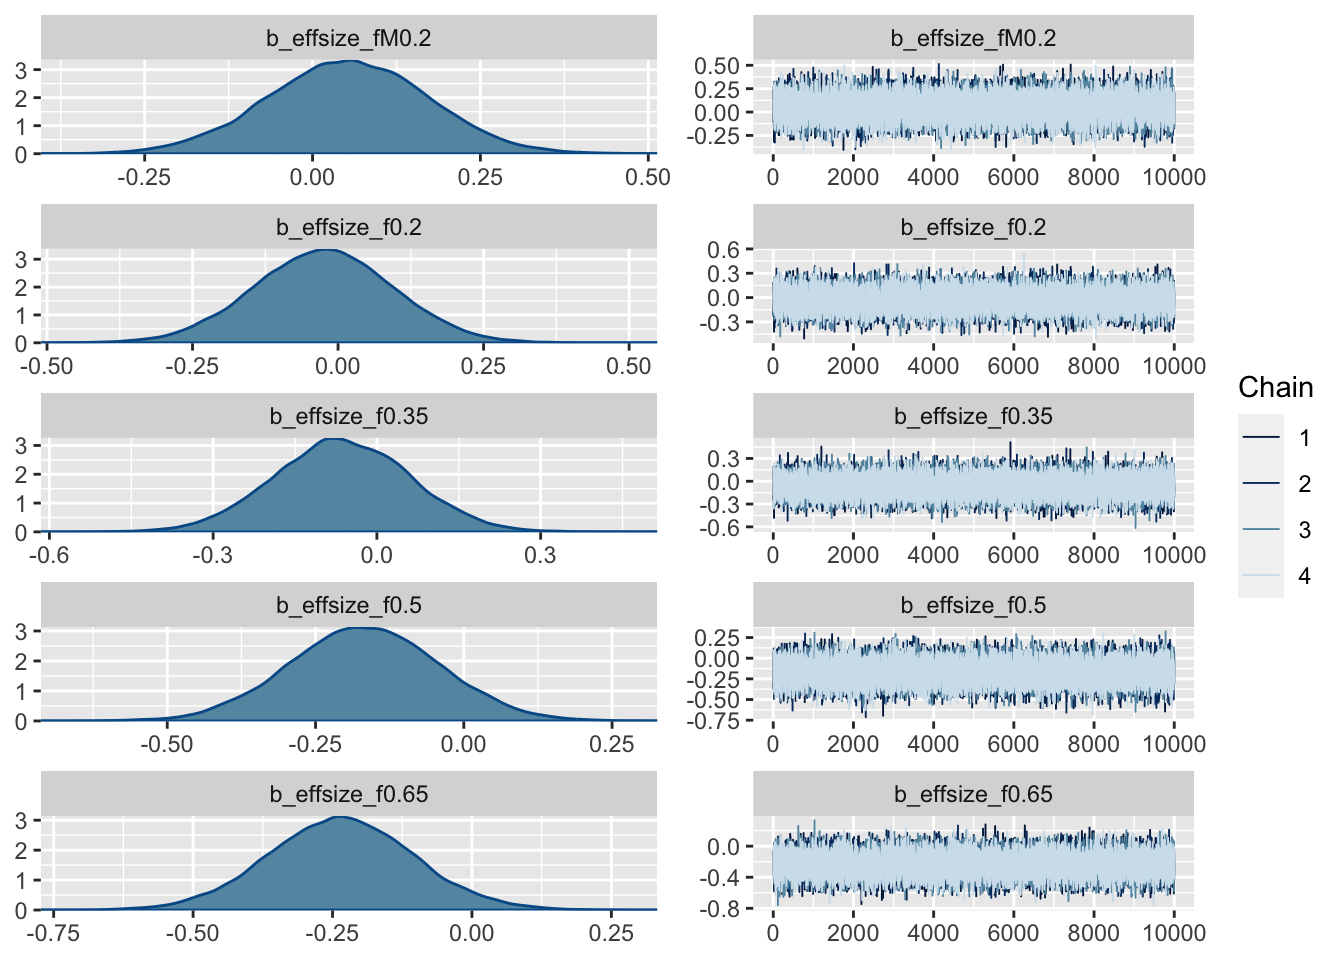 b_effsize_fM0.2
3
2
1
0
-0.25 0.00 0.25 0.50
b_effsize_fM0.2
0.50
0.25
0.00
-0.25
0 2000 4000 6000 8000 10000
b_effsize_f0.2
3
2
1
0
-0.50 -0.25 0.00 0.25 0.50
b_effsize_f0.2
0.6
0.3
0.0
-0.3
0 2000 4000 6000 8000 10000
b_effsize_f0.35
3
2
1
0
-0.6 -0.3 0.0 0.3
b_effsize_f0.35
0.3
0.0
-0.3
-0.6
0 2000 4000 6000 8000 10000
b_effsize_f0.5
3
2
1
0
-0.50 -0.25 0.00 0.25
b_effsize_f0.5
0.25
0.00
-0.25
-0.50
-0.75
0 2000 4000 6000 8000 10000
b_effsize_f0.65
3
2
1
0
-0.75 -0.50 -0.25 0.00 0.25
b_effsize_f0.65
0.0
-0.4
-0.8
0 2000 4000 6000 8000 10000
Chain
1
2
3
4